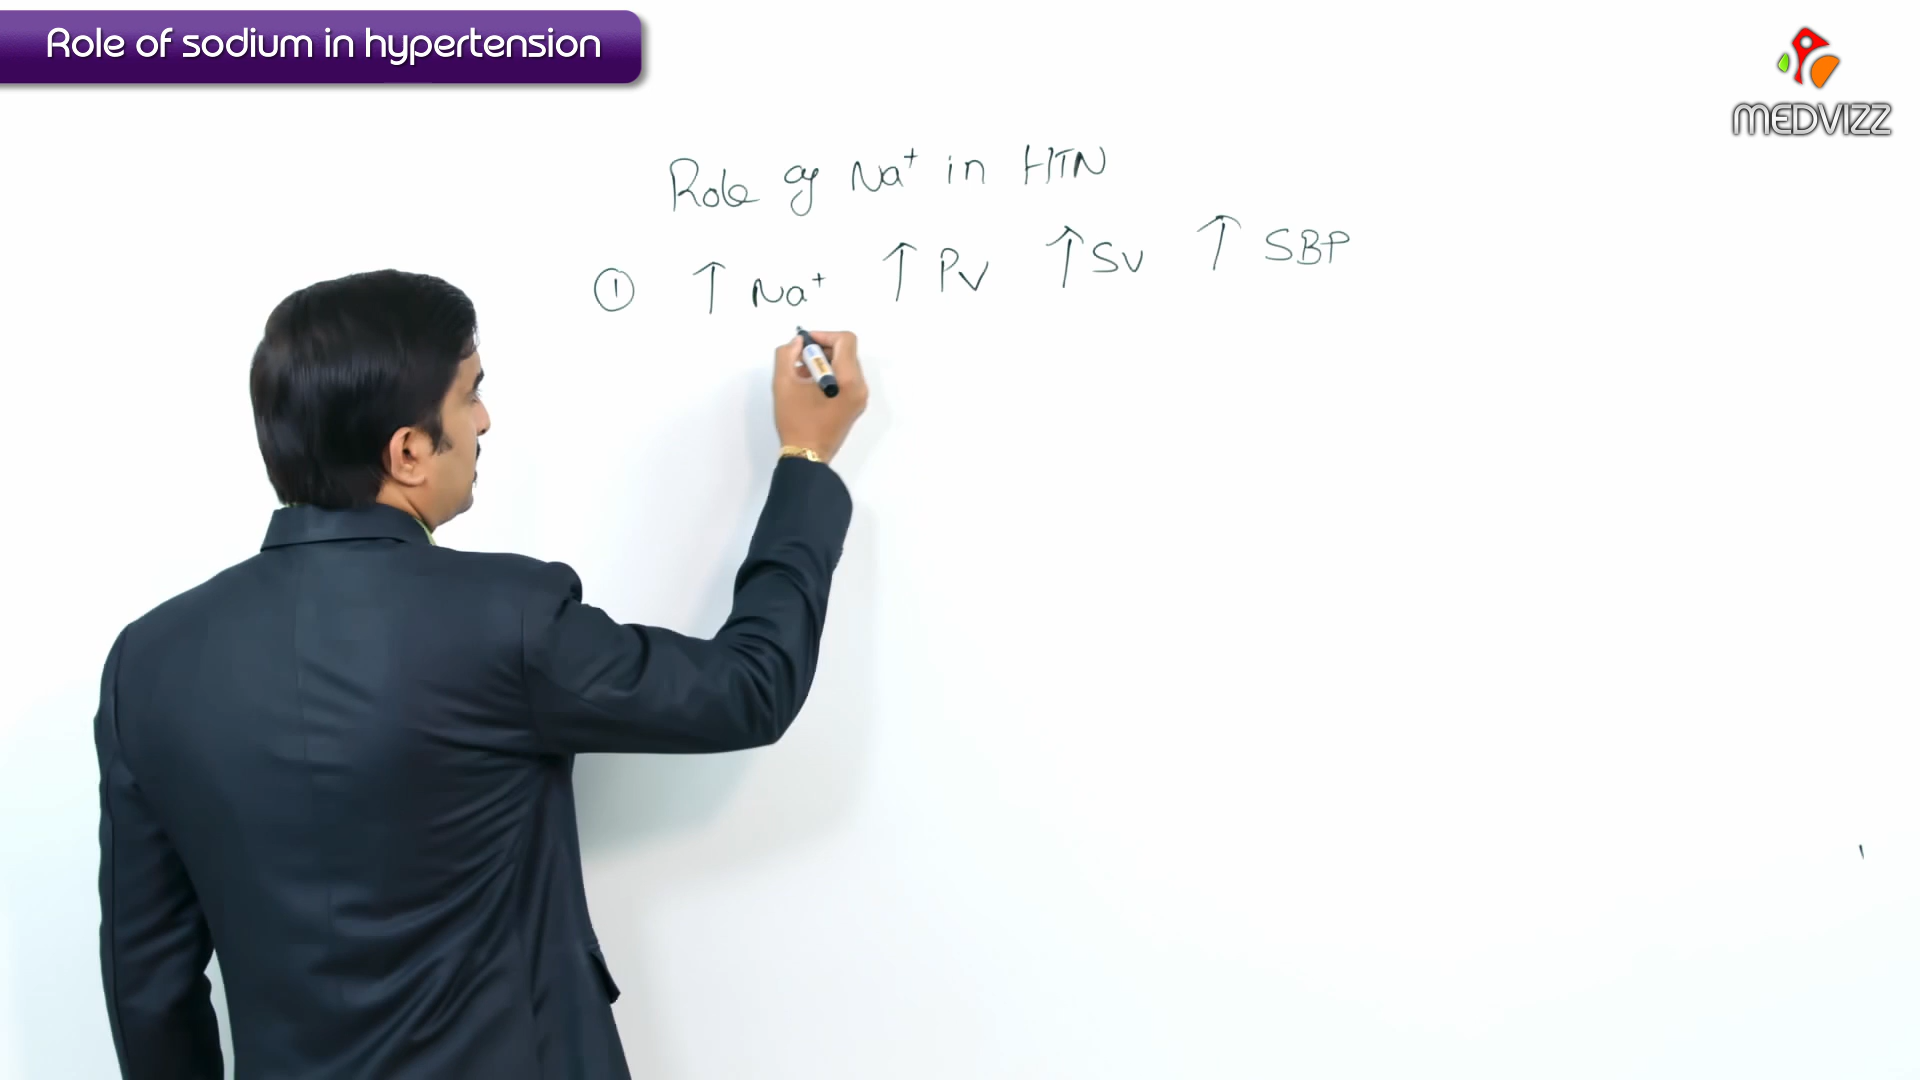 Role of sodium in hypertension
MEDVIZZ
Role of Na⁺ in HTN
① ↑ Na⁺ ↑ PV ↑ SV ↑ SBP